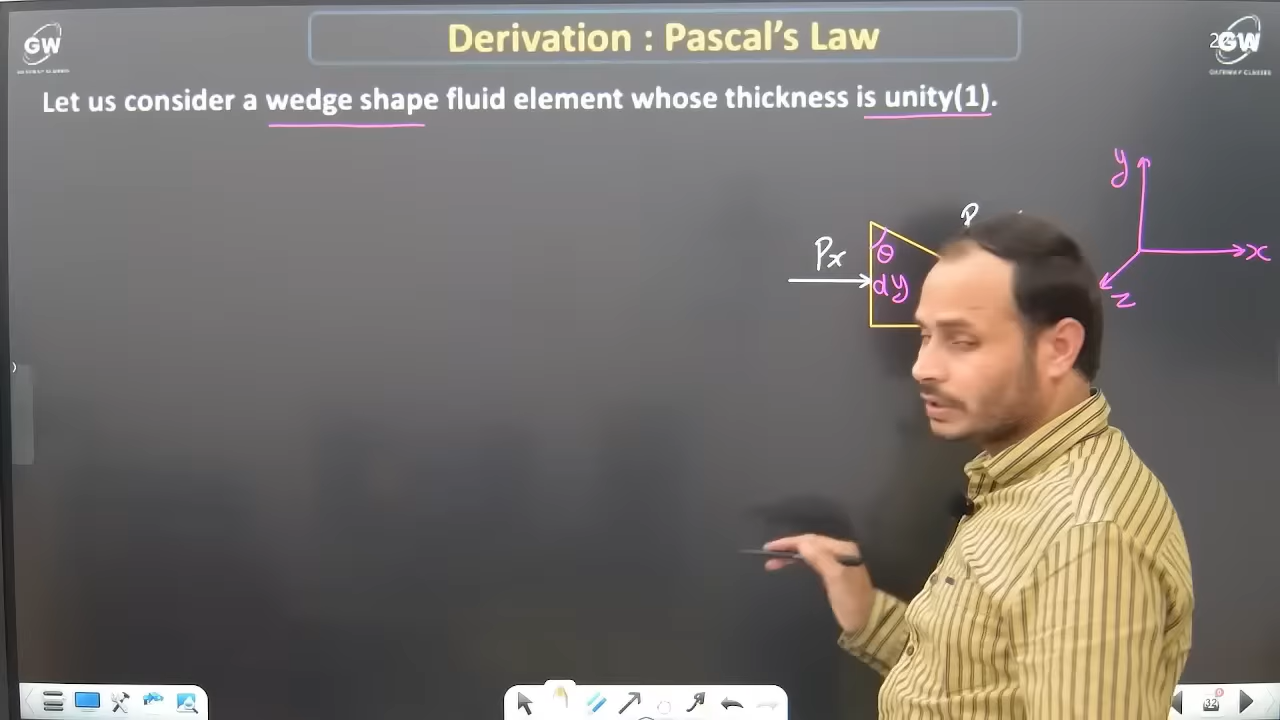 GW
Derivation : Pascal's Law
GW
Let us consider a wedge shape fluid element whose thickness is unity(1).
y
P
Px
θ
x
dy
z
32